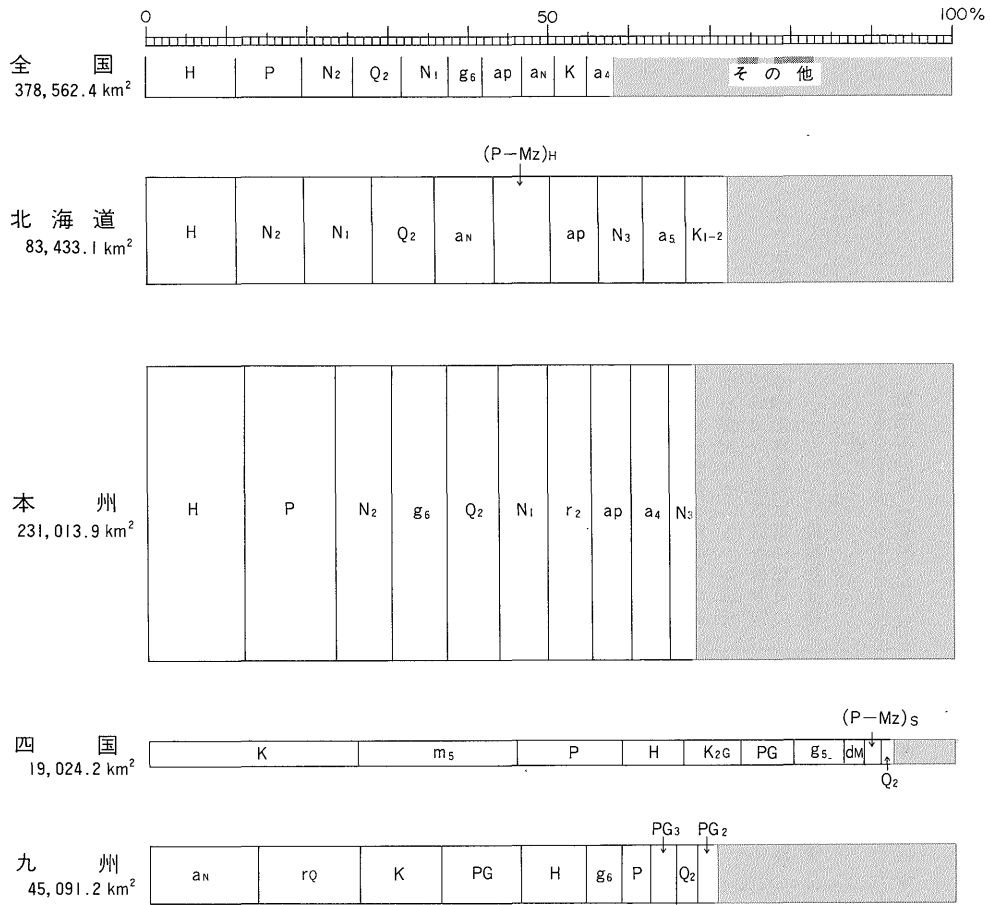 0 50 100%
全国
378,562.4 km²
H P N₂ Q₂ N₁ g₆ ap aN K a₄ その他
(P−Mz)H
北海道
83,433.1 km²
H N₂ N₁ Q₂ aN ap N₃ a₅ K₁₋₂
本州
231,013.9 km²
H P N₂ g₆ Q₂ N₁ r₂ ap a₄ N₃
(P−Mz)S
四国
19,024.2 km²
K m₅ P H K₂G PG g₅ dM
Q₂
PG₃ PG₂
九州
45,091.2 km²
aN rQ K PG H g₆ P Q₂